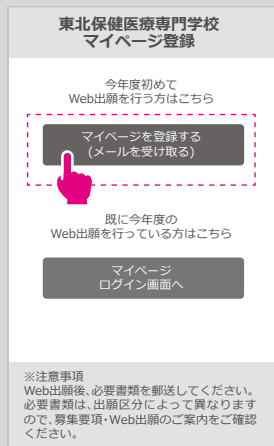 東北保健医療専門学校
マイページ登録
今年度初めて
Web出願を行う方はこちら
マイページを登録する
(メールを受け取る)
既に今年度の
Web出願を行っている方はこちら
マイページ
ログイン画面へ
※注意事項
Web出願後、必要書類を郵送してください。
必要書類は、出願区分によって異なります
ので、募集要項・Web出願のご案内をご確認
ください。